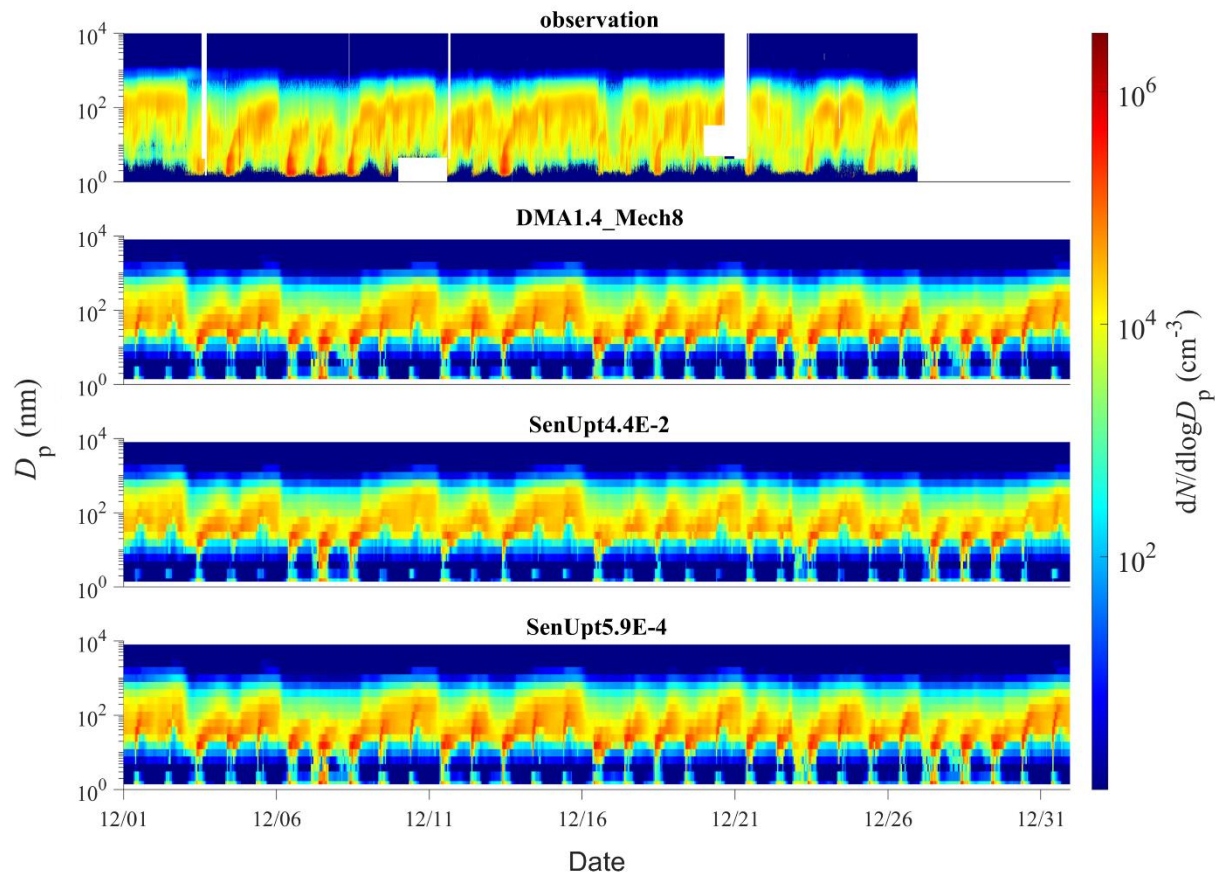 observation
10^4
10^2
10^0
DMA1.4_Mech8
10^4
10^2
10^0
SenUpt4.4E-2
10^4
10^2
10^0
SenUpt5.9E-4
10^4
10^2
10^0
12/01 12/06 12/11 12/16 12/21 12/26 12/31
Date
D_p (nm)
10^6
10^4
10^2
dN/dlogD_p (cm^-3)